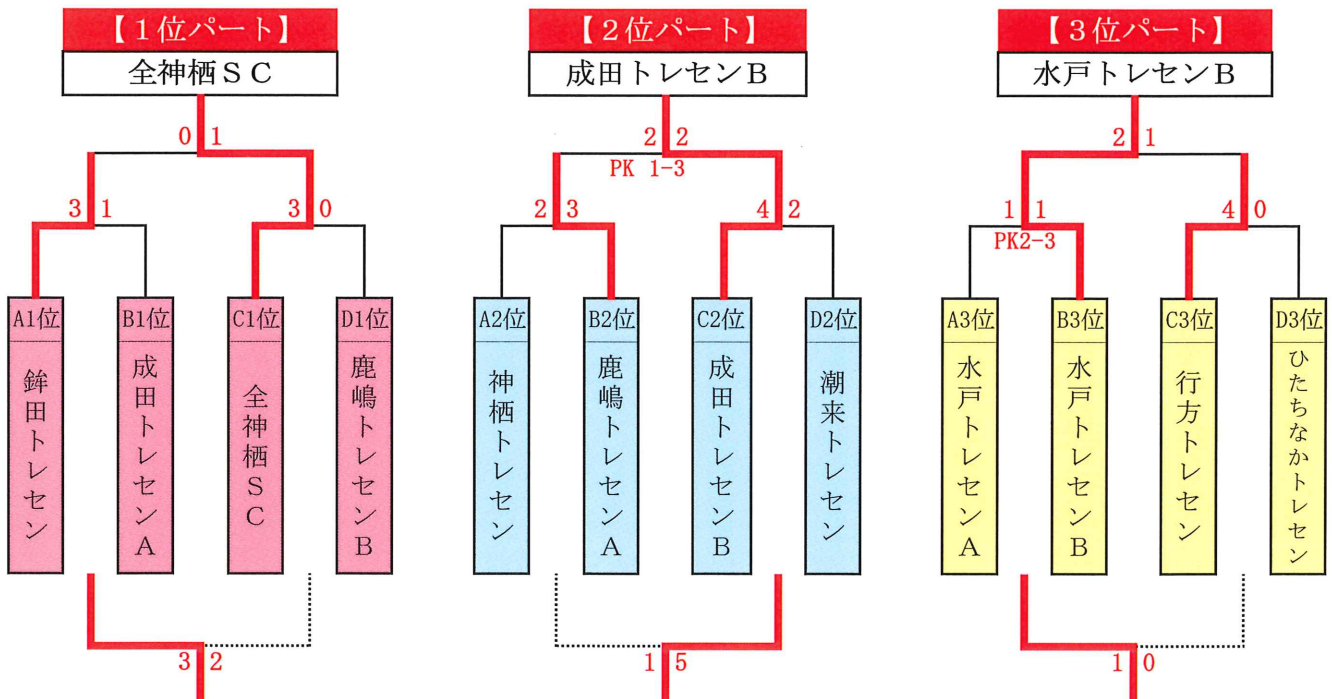 【１位パート】
全神栖ＳＣ
0 1
3 1
3 0
A1位
鉾田トレセン
B1位
成田トレセンA
C1位
全神栖SC
D1位
鹿嶋トレセンB
3 2
【２位パート】
成田トレセンＢ
2 2
PK 1-3
2 3
4 2
A2位
神栖トレセン
B2位
鹿嶋トレセンA
C2位
成田トレセンB
D2位
潮来トレセン
1 5
【３位パート】
水戸トレセンＢ
2 1
1 1
PK2-3
4 0
A3位
水戸トレセンA
B3位
水戸トレセンB
C3位
行方トレセン
D3位
ひたちなかトレセン
1 0